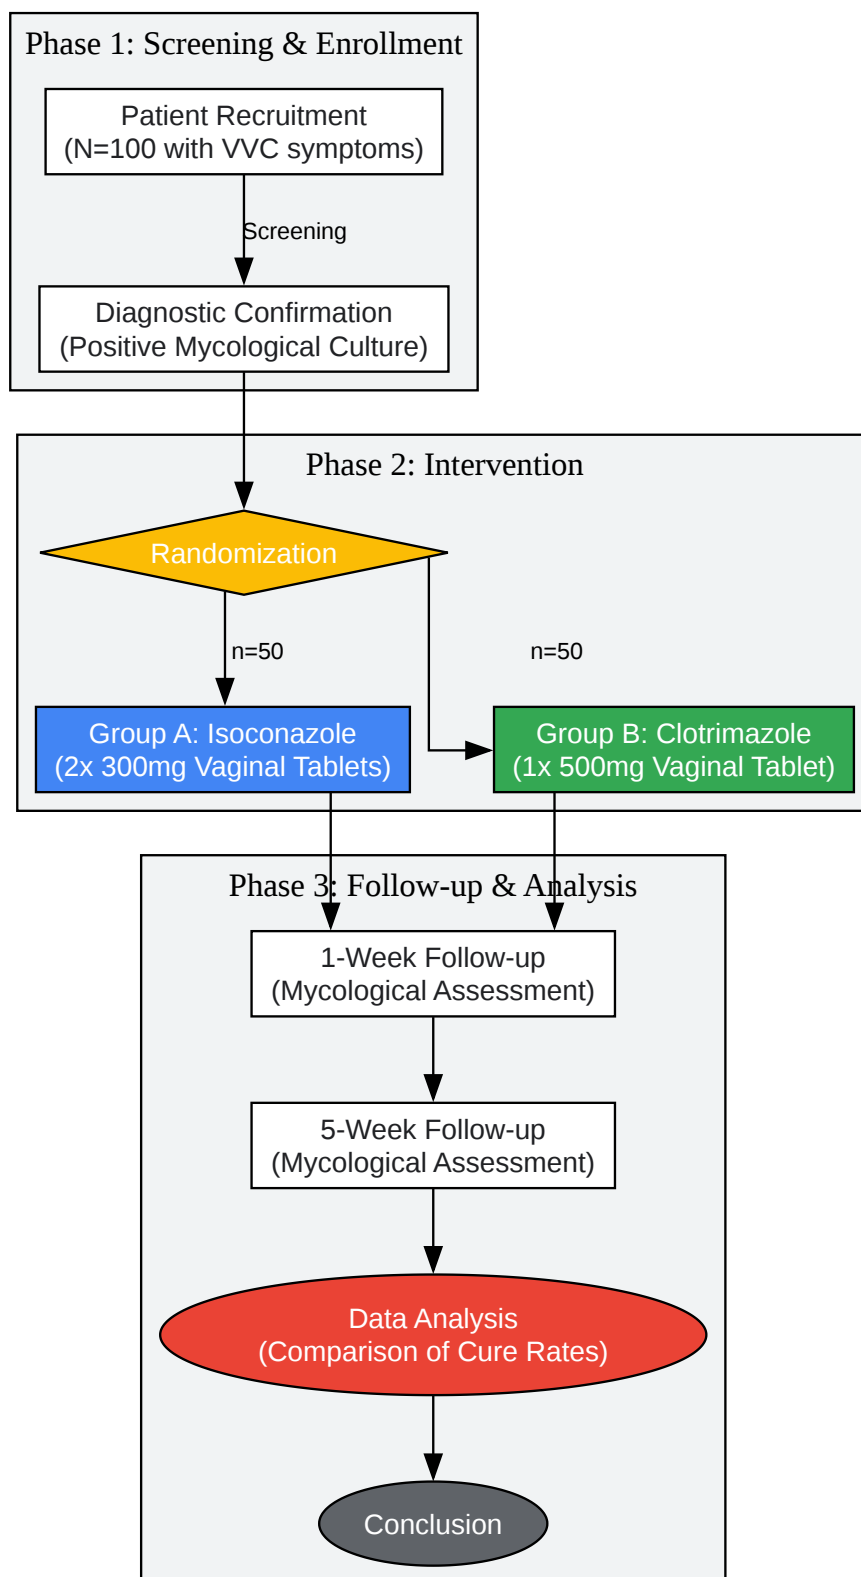 Phase 1: Screening & Enrollment
Patient Recruitment
(N=100 with VVC symptoms)
Screening
Diagnostic Confirmation
(Positive Mycological Culture)
Phase 2: Intervention
Randomization
n=50
n=50
Group A: Isoconazole
(2x 300mg Vaginal Tablets)
Group B: Clotrimazole
(1x 500mg Vaginal Tablet)
Phase 3: Follow-up & Analysis
1-Week Follow-up
(Mycological Assessment)
5-Week Follow-up
(Mycological Assessment)
Data Analysis
(Comparison of Cure Rates)
Conclusion